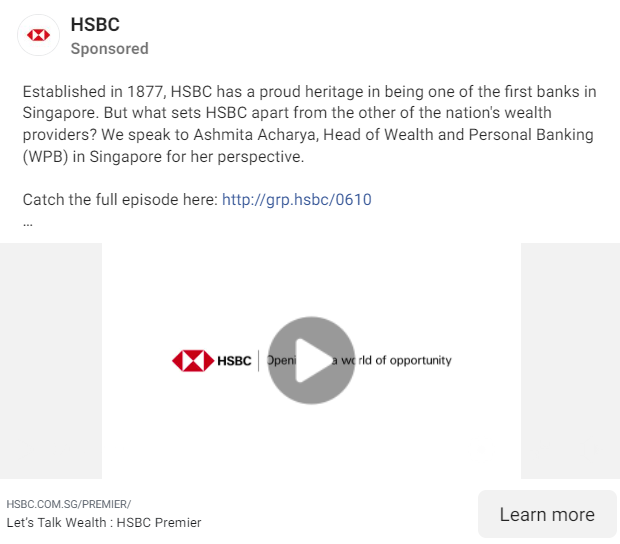 HSBC
Sponsored
Established in 1877, HSBC has a proud heritage in being one of the first banks in
Singapore. But what sets HSBC apart from the other of the nation's wealth
providers? We speak to Ashmita Acharya, Head of Wealth and Personal Banking
(WPB) in Singapore for her perspective.
Catch the full episode here: http://grp.hsbc/0610
...
HSBC | a world of opportunity
HSBC.COM.SG/PREMIER/
Let's Talk Wealth : HSBC Premier
Learn more